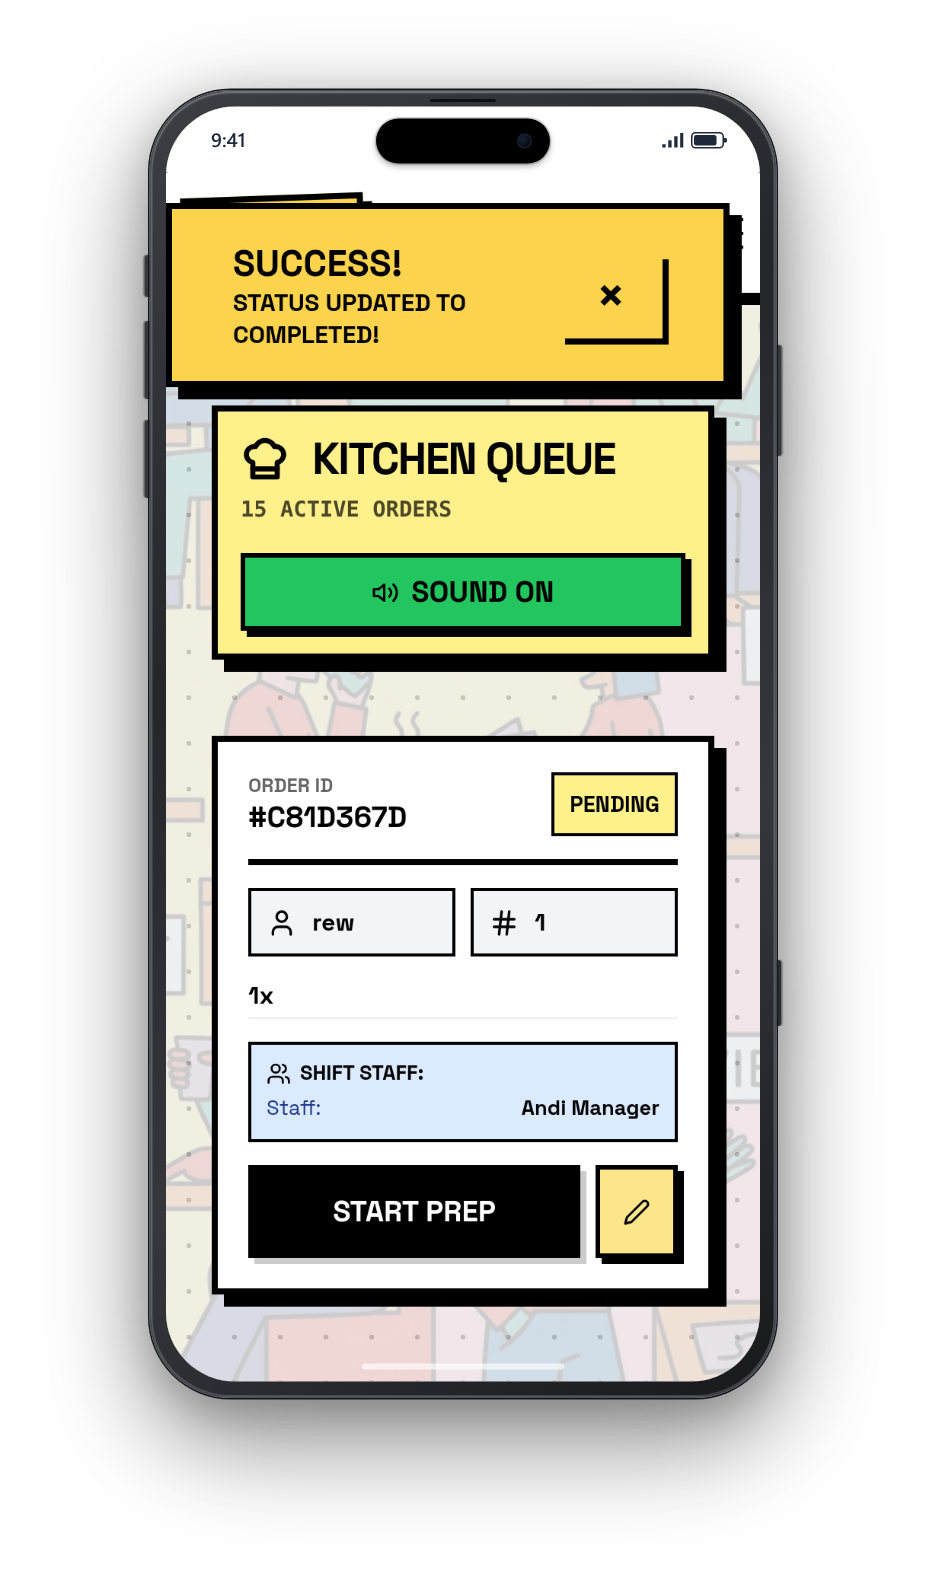 9:41
SUCCESS!
STATUS UPDATED TO
COMPLETED!
KITCHEN QUEUE
15 ACTIVE ORDERS
SOUND ON
ORDER ID
#C81D367D
PENDING
rew
# 1
1x
SHIFT STAFF:
Staff:
Andi Manager
START PREP